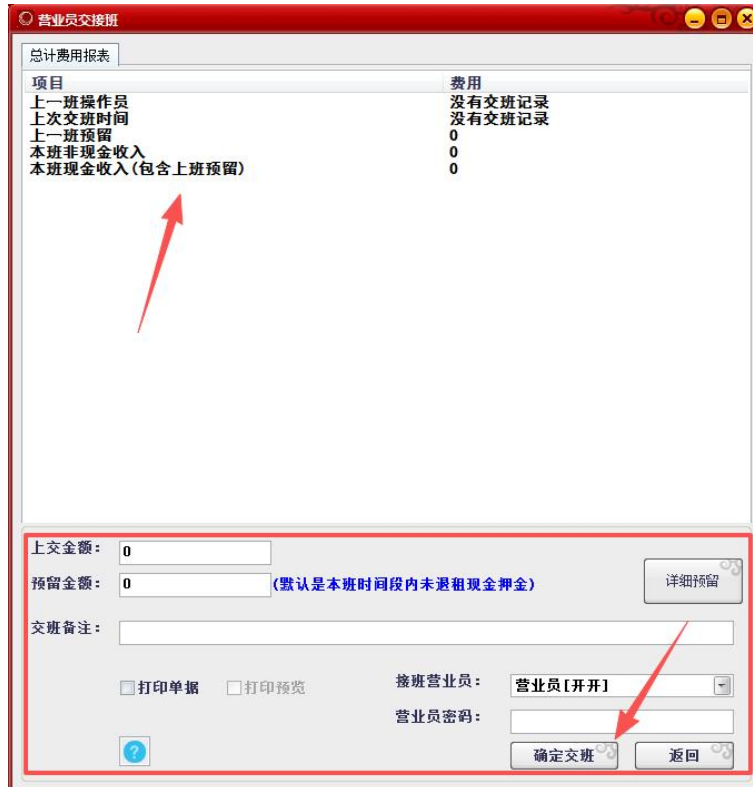 营业员交接班
总计费用报表
项目 费用
上一班操作员 没有交班记录
上次交班时间 没有交班记录
上一班预留 0
本班非现金收入 0
本班现金收入(包含上班预留) 0
上交金额: 0
预留金额: 0 (默认是本班时间段内未退租现金押金) 详细预留
交班备注:
打印单据 打印预览 接班营业员: 营业员[开开]
营业员密码:
? 确定交班 返回